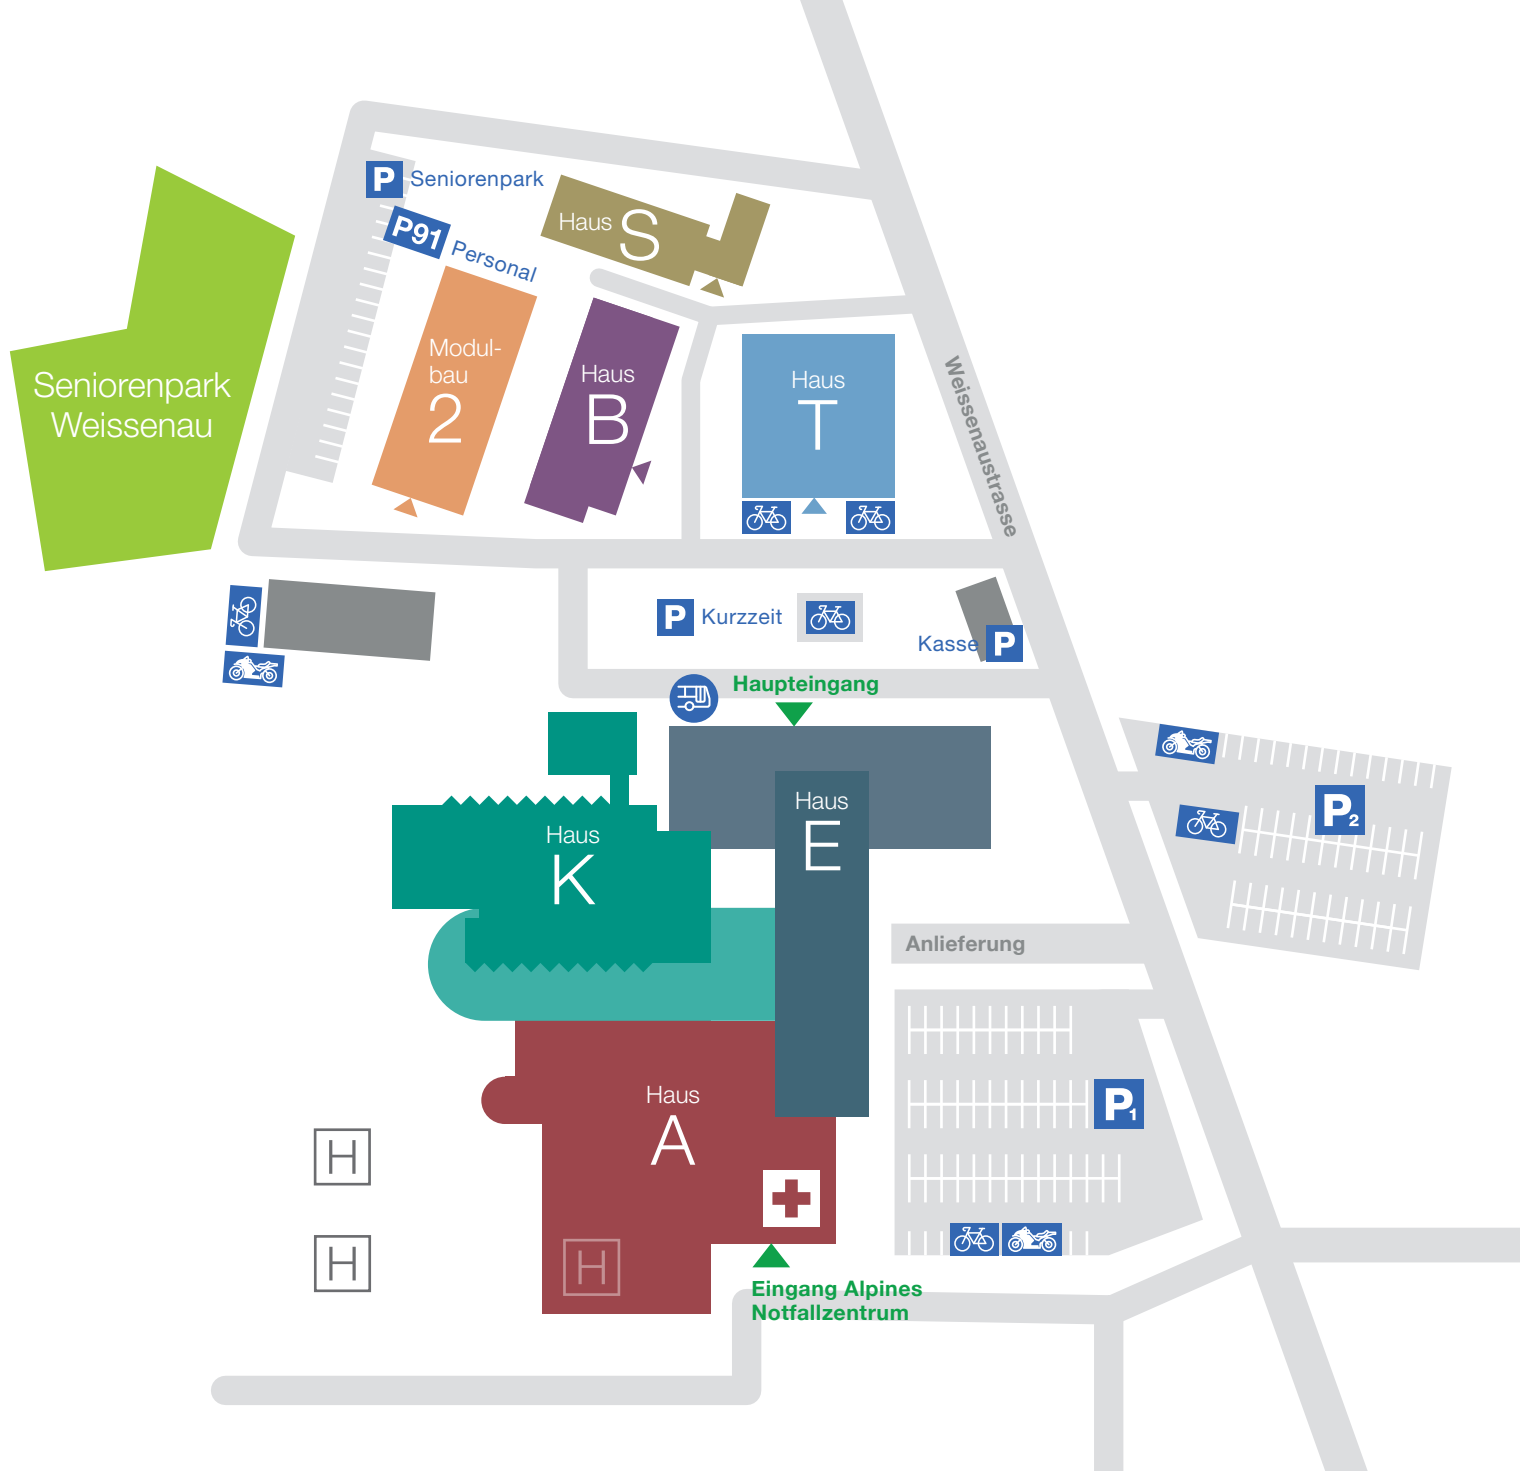 P Seniorenpark
P91 Personal
Haus S
Seniorenpark
Weissenau
Modul-
bau
2
Haus
B
Haus
T
Weissenaustrasse
P Kurzzeit
Kasse P
Haupteingang
Haus
K
Haus
E
P2
Anlieferung
P1
Haus
A
H
H
H
Eingang Alpines
Notfallzentrum